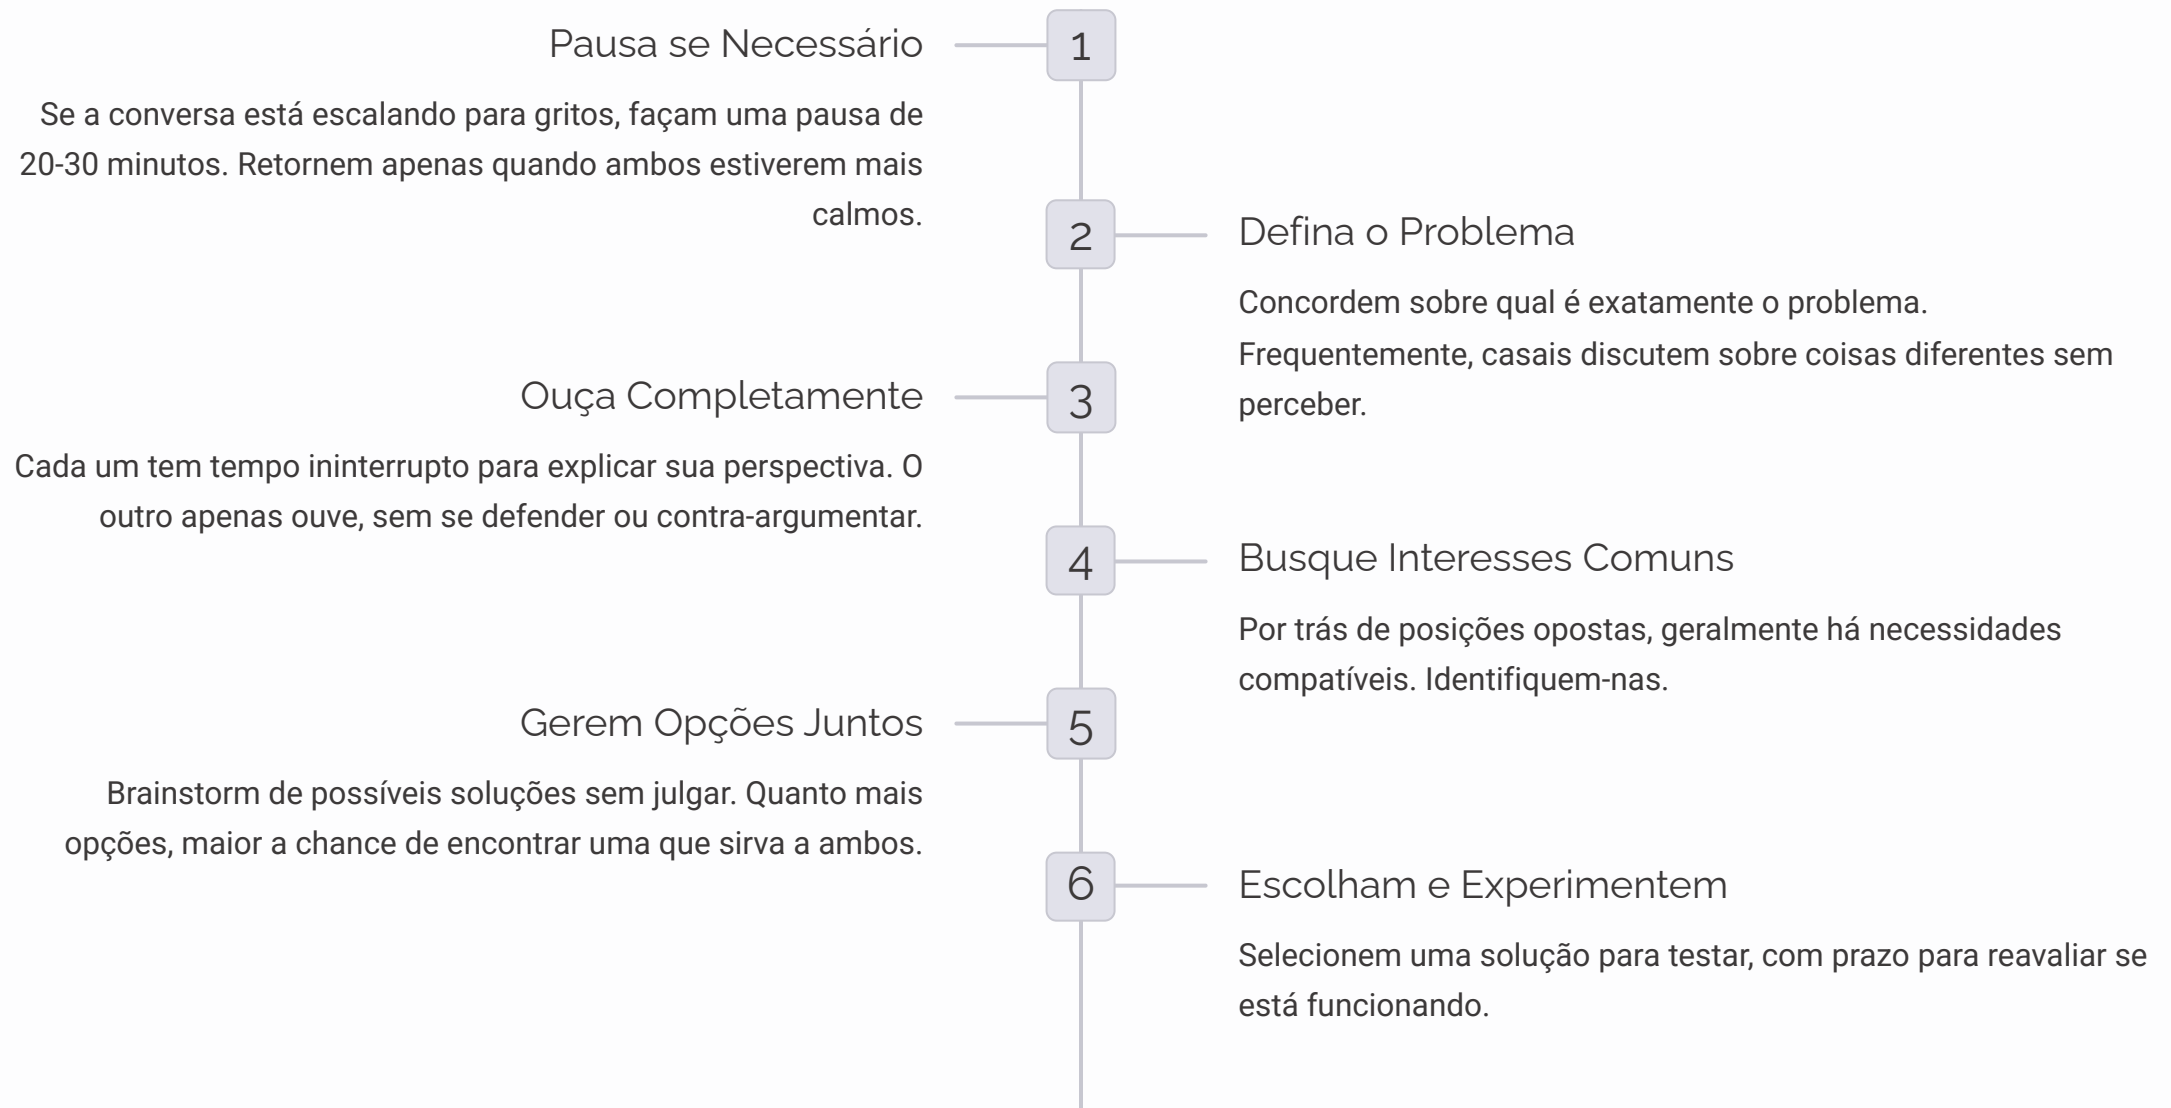 Pausa se Necessário
1
Se a conversa está escalando para gritos, façam uma pausa de
20-30 minutos. Retornem apenas quando ambos estiverem mais
calmos.
2
Defina o Problema
Concordem sobre qual é exatamente o problema.
Frequentemente, casais discutem sobre coisas diferentes sem
perceber.
Ouça Completamente
3
Cada um tem tempo ininterrupto para explicar sua perspectiva. O
outro apenas ouve, sem se defender ou contra-argumentar.
4
Busque Interesses Comuns
Por trás de posições opostas, geralmente há necessidades
compatíveis. Identifiquem-nas.
Gerem Opções Juntos
5
Brainstorm de possíveis soluções sem julgar. Quanto mais
opções, maior a chance de encontrar uma que sirva a ambos.
6
Escolham e Experimentem
Selecionem uma solução para testar, com prazo para reavaliar se
está funcionando.